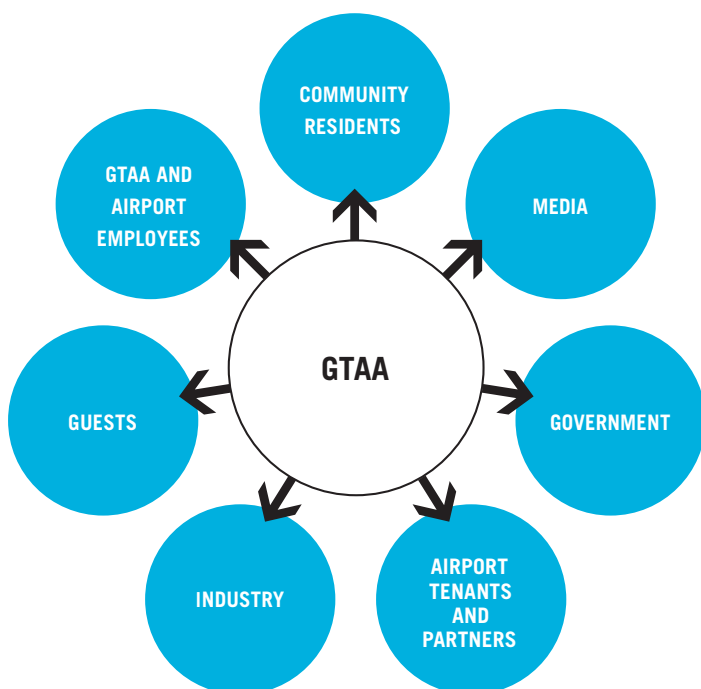 COMMUNITY
RESIDENTS
GTAA AND
AIRPORT
EMPLOYEES
MEDIA
GTAA
GUESTS
GOVERNMENT
INDUSTRY
AIRPORT
TENANTS
AND
PARTNERS